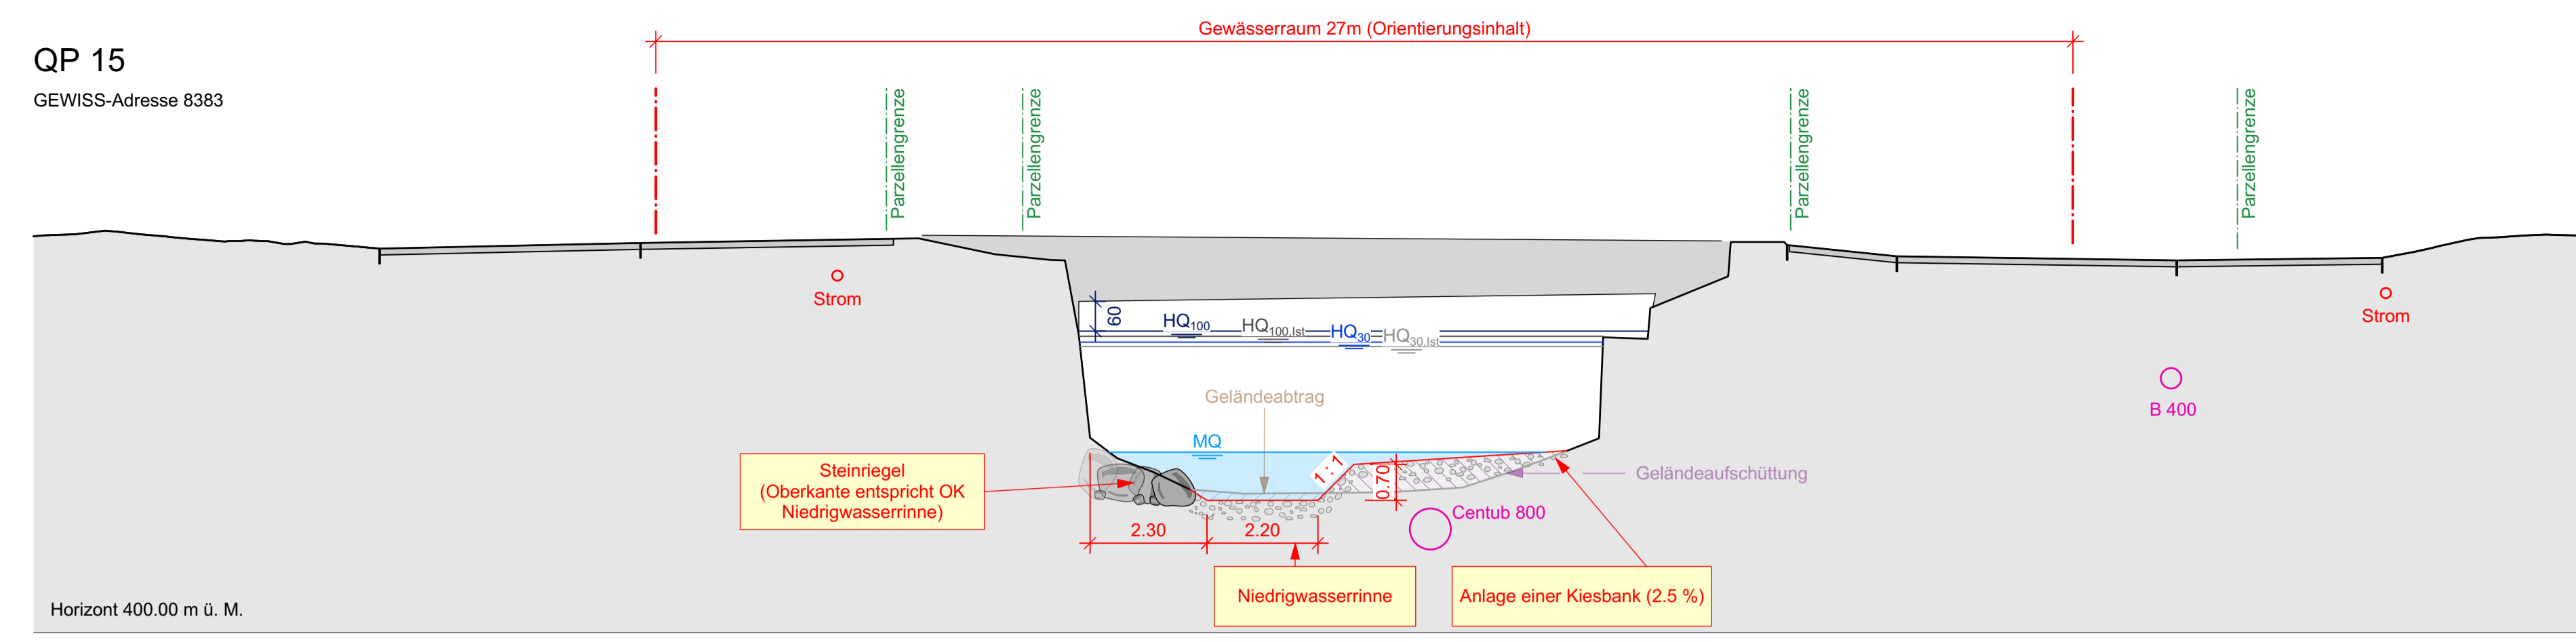 Gewässerraum 27m (Orientierungsinhalt)
QP 15
GEWISS-Adresse 8383
Parzellengrenze
Parzellengrenze
Parzellengrenze
Parzellengrenze
Strom
Strom
60
HQ100
HQ100,Ist
HQ30
HQ30,Ist
B 400
Geländeabtrag
MQ
1 : 1
0.70
Geländeaufschüttung
Steinriegel
(Oberkante entspricht OK
Niedrigwasserrinne)
Centub 800
2.30
2.20
Niedrigwasserrinne
Anlage einer Kiesbank (2.5 %)
Horizont 400.00 m ü. M.